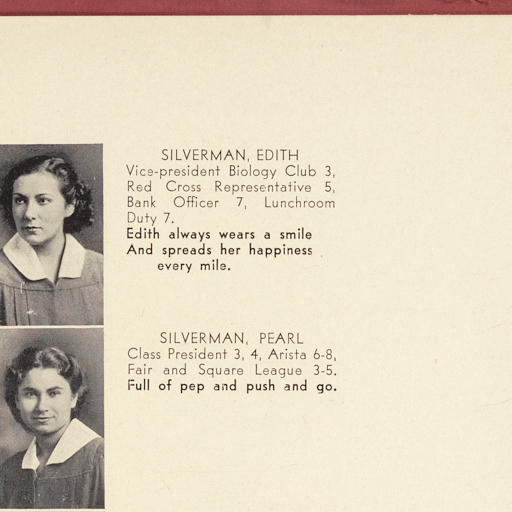 SILVERMAN, EDITH
Vice-president Biology Club 3,
Red Cross Representative 5,
Bank Officer 7, Lunchroom
Duty 7.
Edith always wears a smile
And spreads her happiness
every mile.
SILVERMAN, PEARL
Class President 3, 4, Arista 6-8,
Fair and Square League 3-5.
Full of pep and push and go.